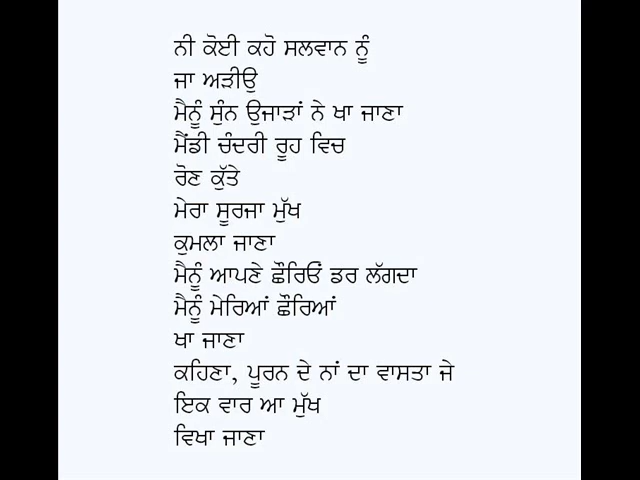 ਨੀ ਕੋਈ ਕਹੋ ਸਲਵਾਨ ਨੂੰ
ਜਾ ਅੜੀਉ
ਮੈਨੂੰ ਸੁੰਨ ਉਜਾੜਾਂ ਨੇ ਖਾ ਜਾਣਾ
ਮੈਂਡੀ ਚੰਦਰੀ ਰੂਹ ਵਿਚ
ਰੋਣ ਕੁੱਤੇ
ਮੇਰਾ ਸੂਰਜਾ ਮੁੱਖ
ਕੁਮਲਾ ਜਾਣਾ
ਮੈਨੂੰ ਆਪਣੇ ਛੌਰਿਓਂ ਡਰ ਲੱਗਦਾ
ਮੈਨੂੰ ਮੇਰਿਆਂ ਛੌਰਿਆਂ
ਖਾ ਜਾਣਾ
ਕਹਿਣਾ, ਪੂਰਨ ਦੇ ਨਾਂ ਦਾ ਵਾਸਤਾ ਜੇ
ਇਕ ਵਾਰ ਆ ਮੁੱਖ
ਵਿਖਾ ਜਾਣਾ